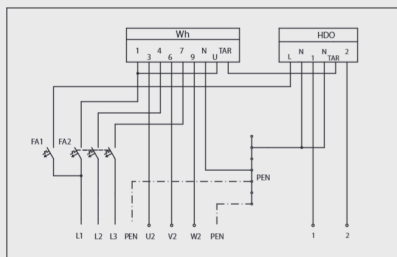 Wh
HDO
1 3 4 6 7 9 N U TAR
L N 1 N TAR 2
FA1 FA2
PEN
L1 L2 L3 PEN U2 V2 W2 PEN 1 2